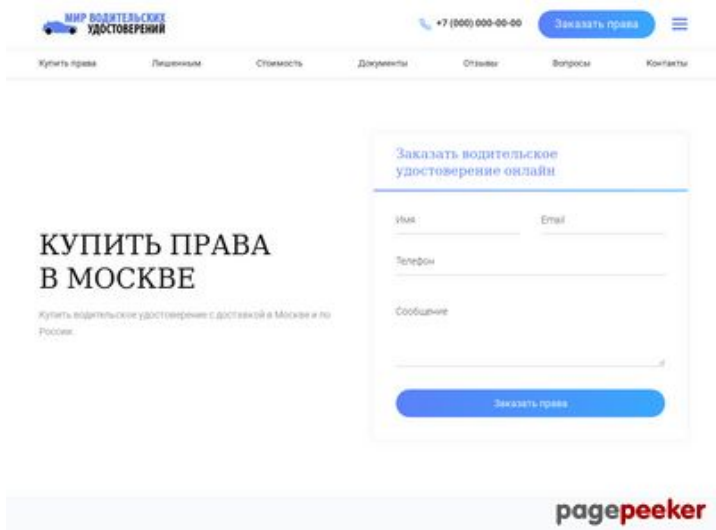 МИР ВОДИТЕЛЬСКИХ
УДОСТОВЕРЕНИЙ
+7 (000) 000-00-00
Заказать права
Купить права Лишенным Стоимость Документы Отзывы Вопросы Контакты
Заказать водительское
удостоверение онлайн
Имя Email
Телефон
КУПИТЬ ПРАВА
В МОСКВЕ
Купить водительское удостоверение с доставкой в Москве и по
России.
Сообщение
Заказать права
pagepeeker